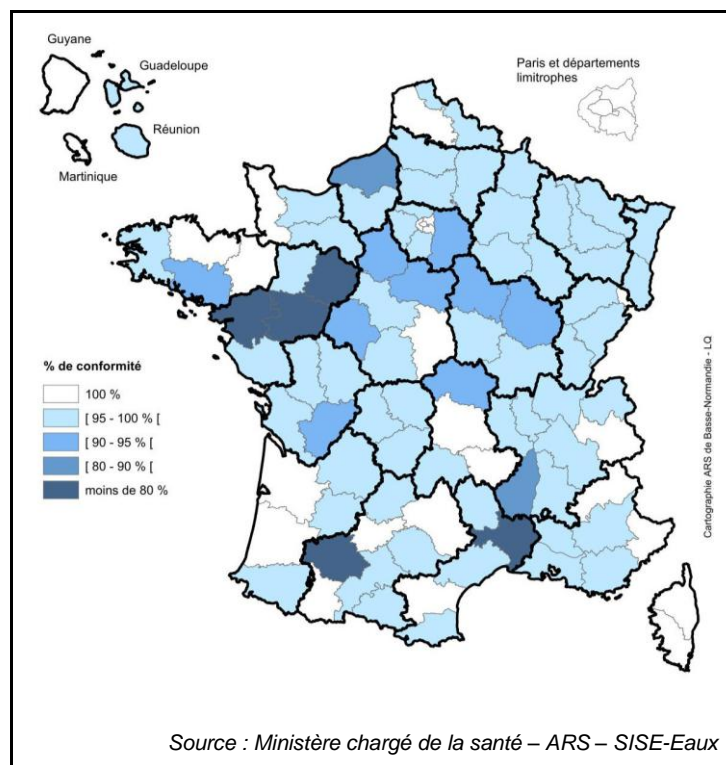 Guyane
Guadeloupe
Réunion
Martinique
Paris et départements
limitrophes
% de conformité
100 %
[ 95 - 100 % [
[ 90 - 95 % [
[ 80 - 90 % [
moins de 80 %
Cartographie ARS de Basse-Normandie - LQ
Source : Ministère chargé de la santé – ARS – SISE-Eaux